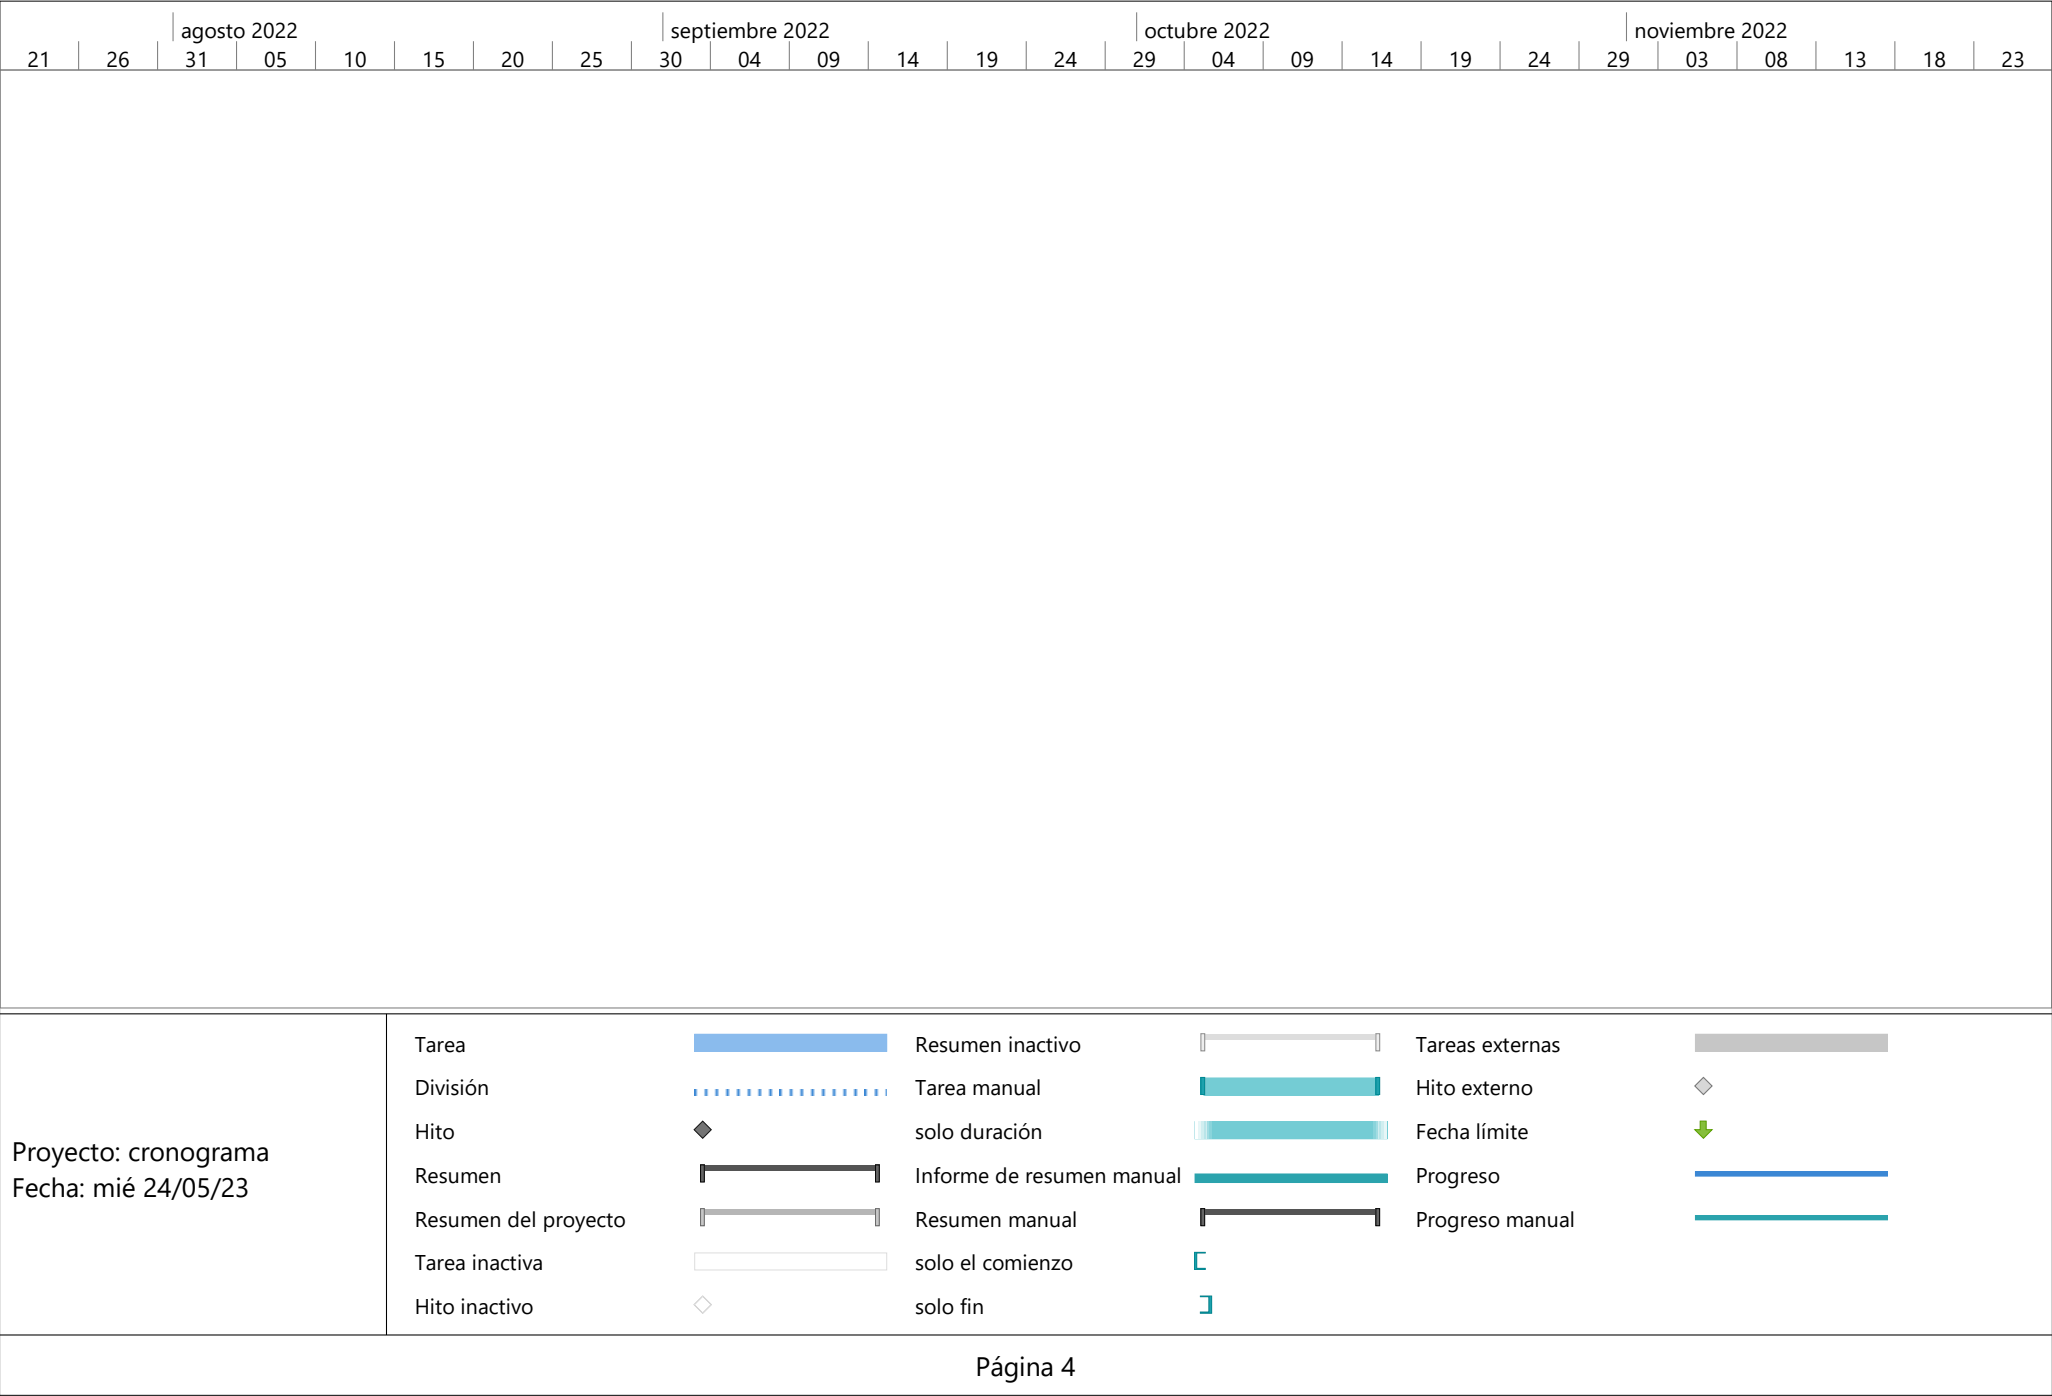 agosto 2022 septiembre 2022 octubre 2022 noviembre 2022
21 26 31 05 10 15 20 25 30 04 09 14 19 24 29 04 09 14 19 24 29 03 08 13 18 23
Proyecto: cronograma
Fecha: mié 24/05/23
Tarea
División
Hito
Resumen
Resumen del proyecto
Tarea inactiva
Hito inactivo
Resumen inactivo
Tarea manual
solo duración
Informe de resumen manual
Resumen manual
solo el comienzo
solo fin
Tareas externas
Hito externo
Fecha límite
Progreso
Progreso manual
Página 4